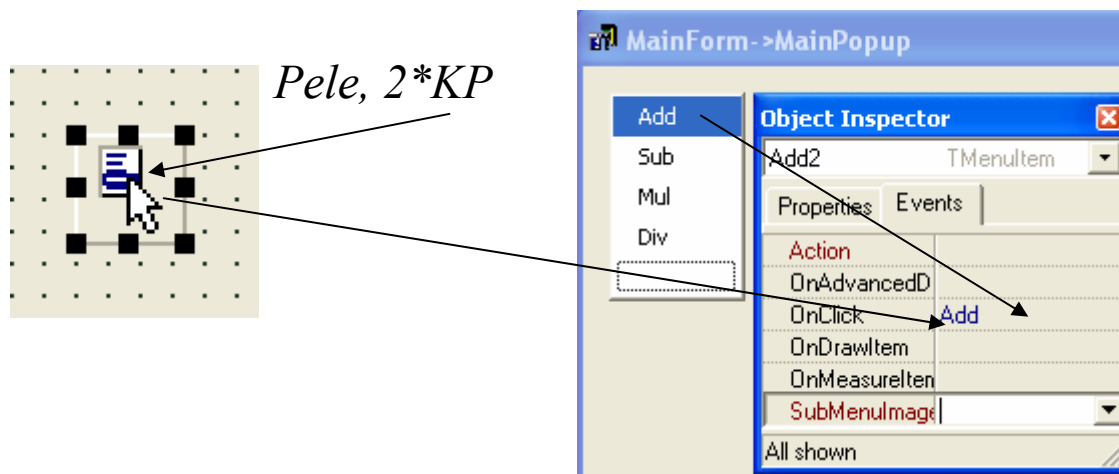 Pele, 2*KP
MainForm->MainPopup
Add
Sub
Mul
Div
Object Inspector
Add2 TMenuItem
Properties Events
Action
OnAdvancedD
OnClick Add
OnDrawItem
OnMeasureIten
SubMenuImage
All shown